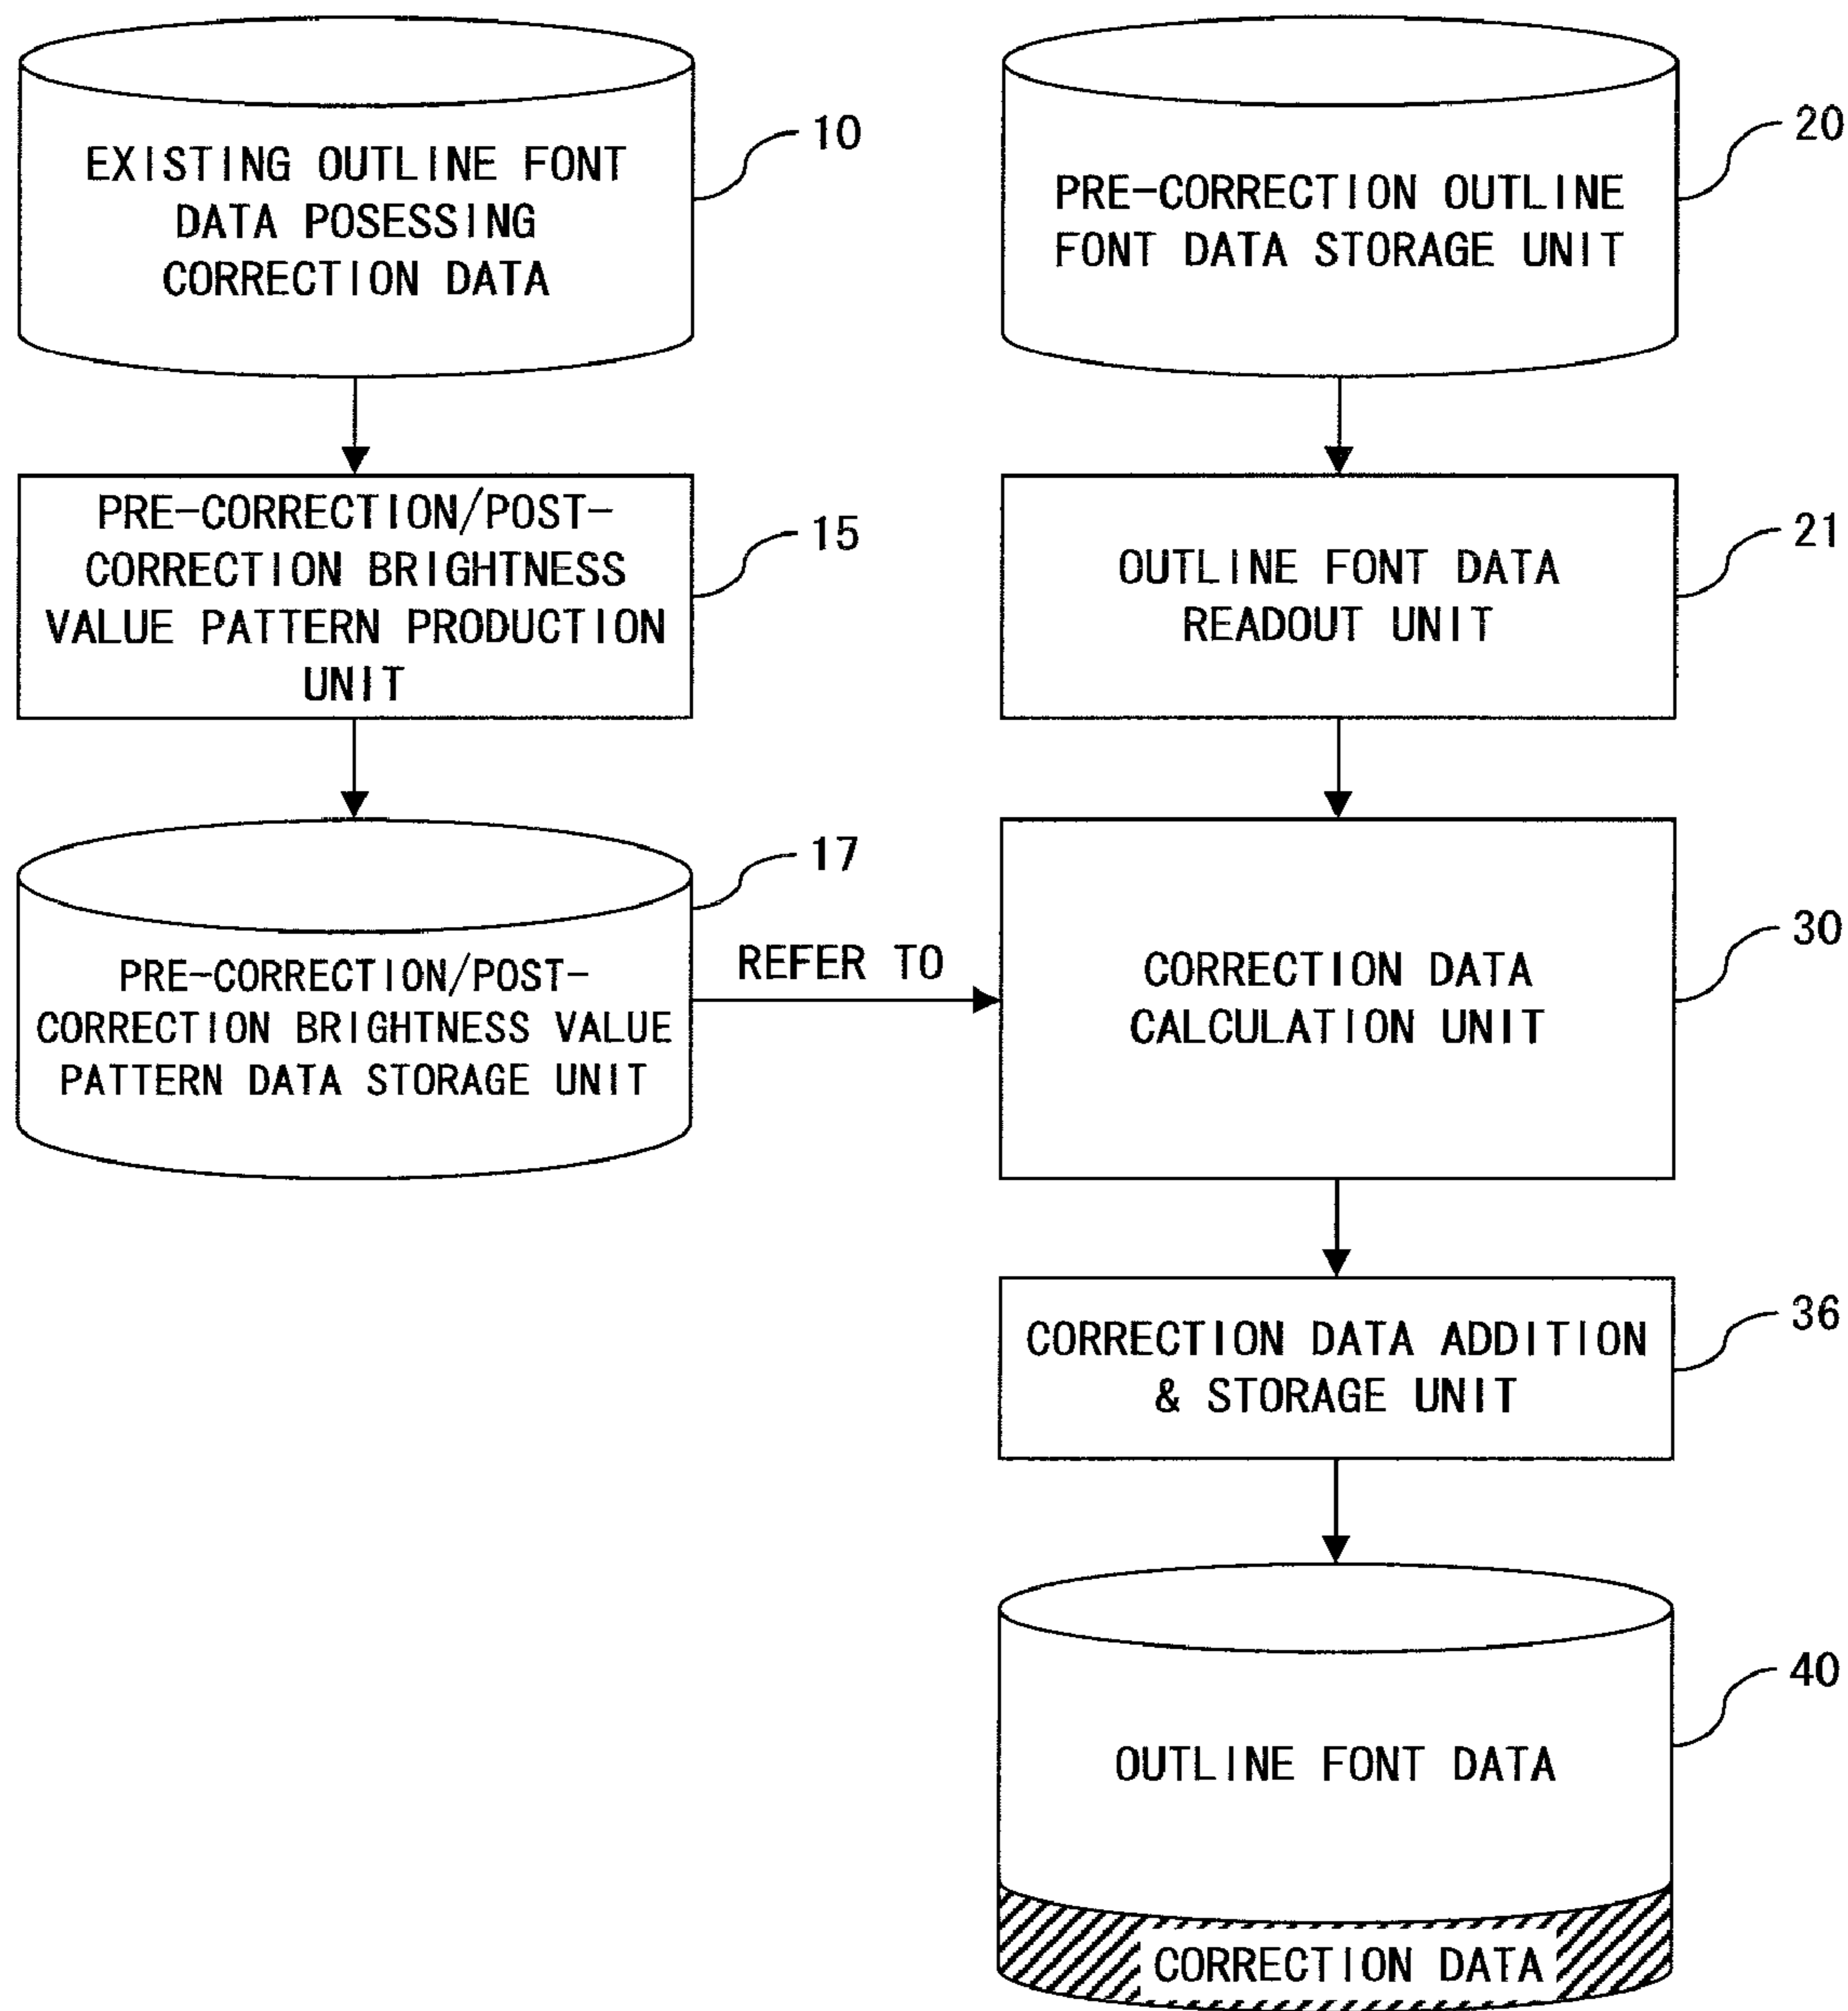 EXISTING OUTLINE FONT
DATA POSESSING
CORRECTION DATA
10
PRE-CORRECTION/POST-
CORRECTION BRIGHTNESS
VALUE PATTERN PRODUCTION
UNIT
15
PRE-CORRECTION/POST-
CORRECTION BRIGHTNESS VALUE
PATTERN DATA STORAGE UNIT
17
REFER TO
PRE-CORRECTION OUTLINE
FONT DATA STORAGE UNIT
20
OUTLINE FONT DATA
READOUT UNIT
21
CORRECTION DATA
CALCULATION UNIT
30
CORRECTION DATA ADDITION
& STORAGE UNIT
36
OUTLINE FONT DATA
40
CORRECTION DATA